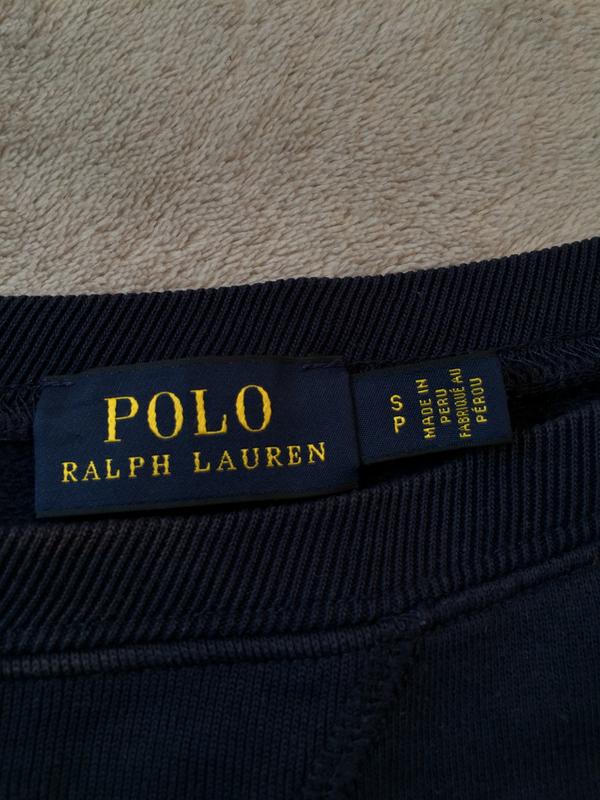 POLO
RALPH LAUREN
S
P
MADE IN
PERU
FABRIQUÉ AU
PÉROU